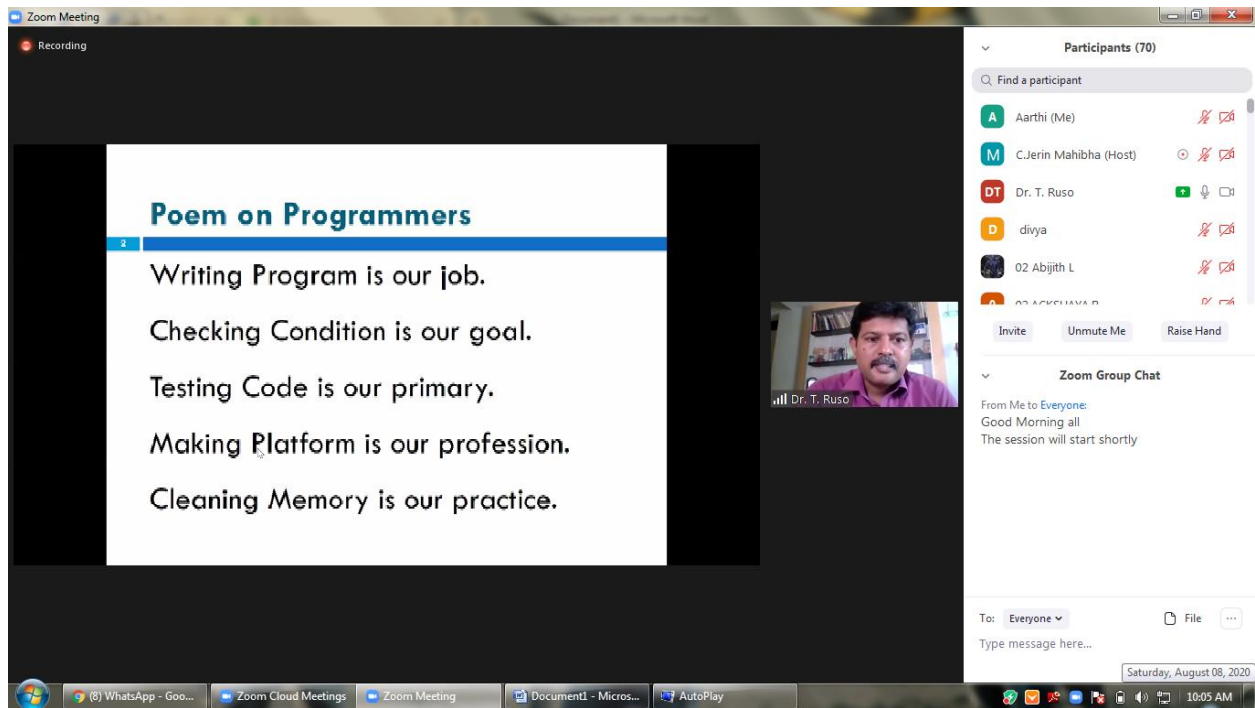 Zoom Meeting
Recording
Poem on Programmers
2
Writing Program is our job.
Checking Condition is our goal.
Testing Code is our primary.
Making Platform is our profession.
Cleaning Memory is our practice.
Dr. T. Ruso
Participants (70)
Find a participant
A Aarthi (Me)
M C.Jerin Mahibha (Host)
DT Dr. T. Ruso
D divya
02 Abijith L
Invite Unmute Me Raise Hand
Zoom Group Chat
From Me to Everyone:
Good Morning all
The session will start shortly
To: Everyone File
Type message here...
Saturday, August 08, 2020
(8) WhatsApp - Goo... Zoom Cloud Meetings Zoom Meeting Document1 - Micros... AutoPlay 10:05 AM